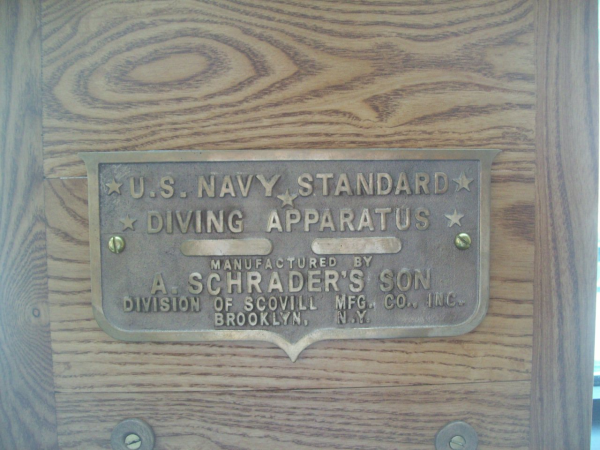 U.S. NAVY STANDARD
DIVING APPARATUS
MANUFACTURED BY
A. SCHRADER'S SON
DIVISION OF SCOVILL MFG., CO., INC.
BROOKLYN, N.Y.